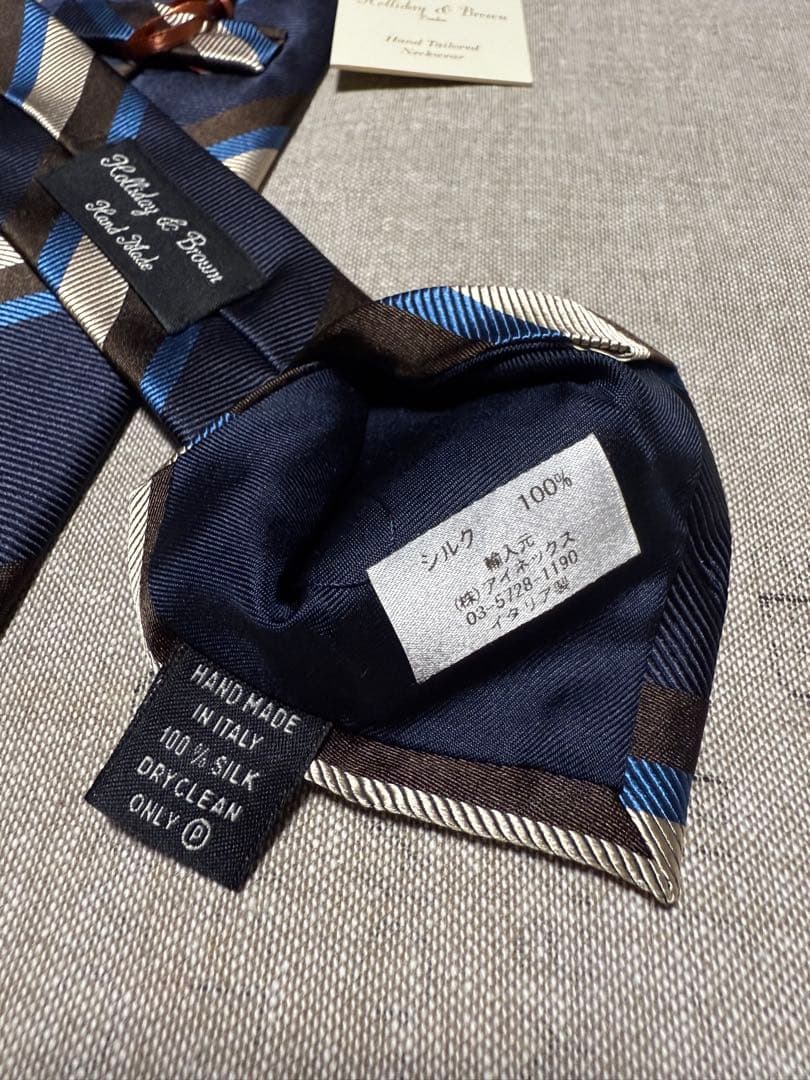 Holliday & Brown
London
Hand Tailored
Neckwear
Holliday & Brown
Hand Made
シルク 100%
輸入元
(株)アイネックス
03-5728-1190
イタリア製
HAND MADE
IN ITALY
100 % SILK
DRYCLEAN
ONLY Ⓟ